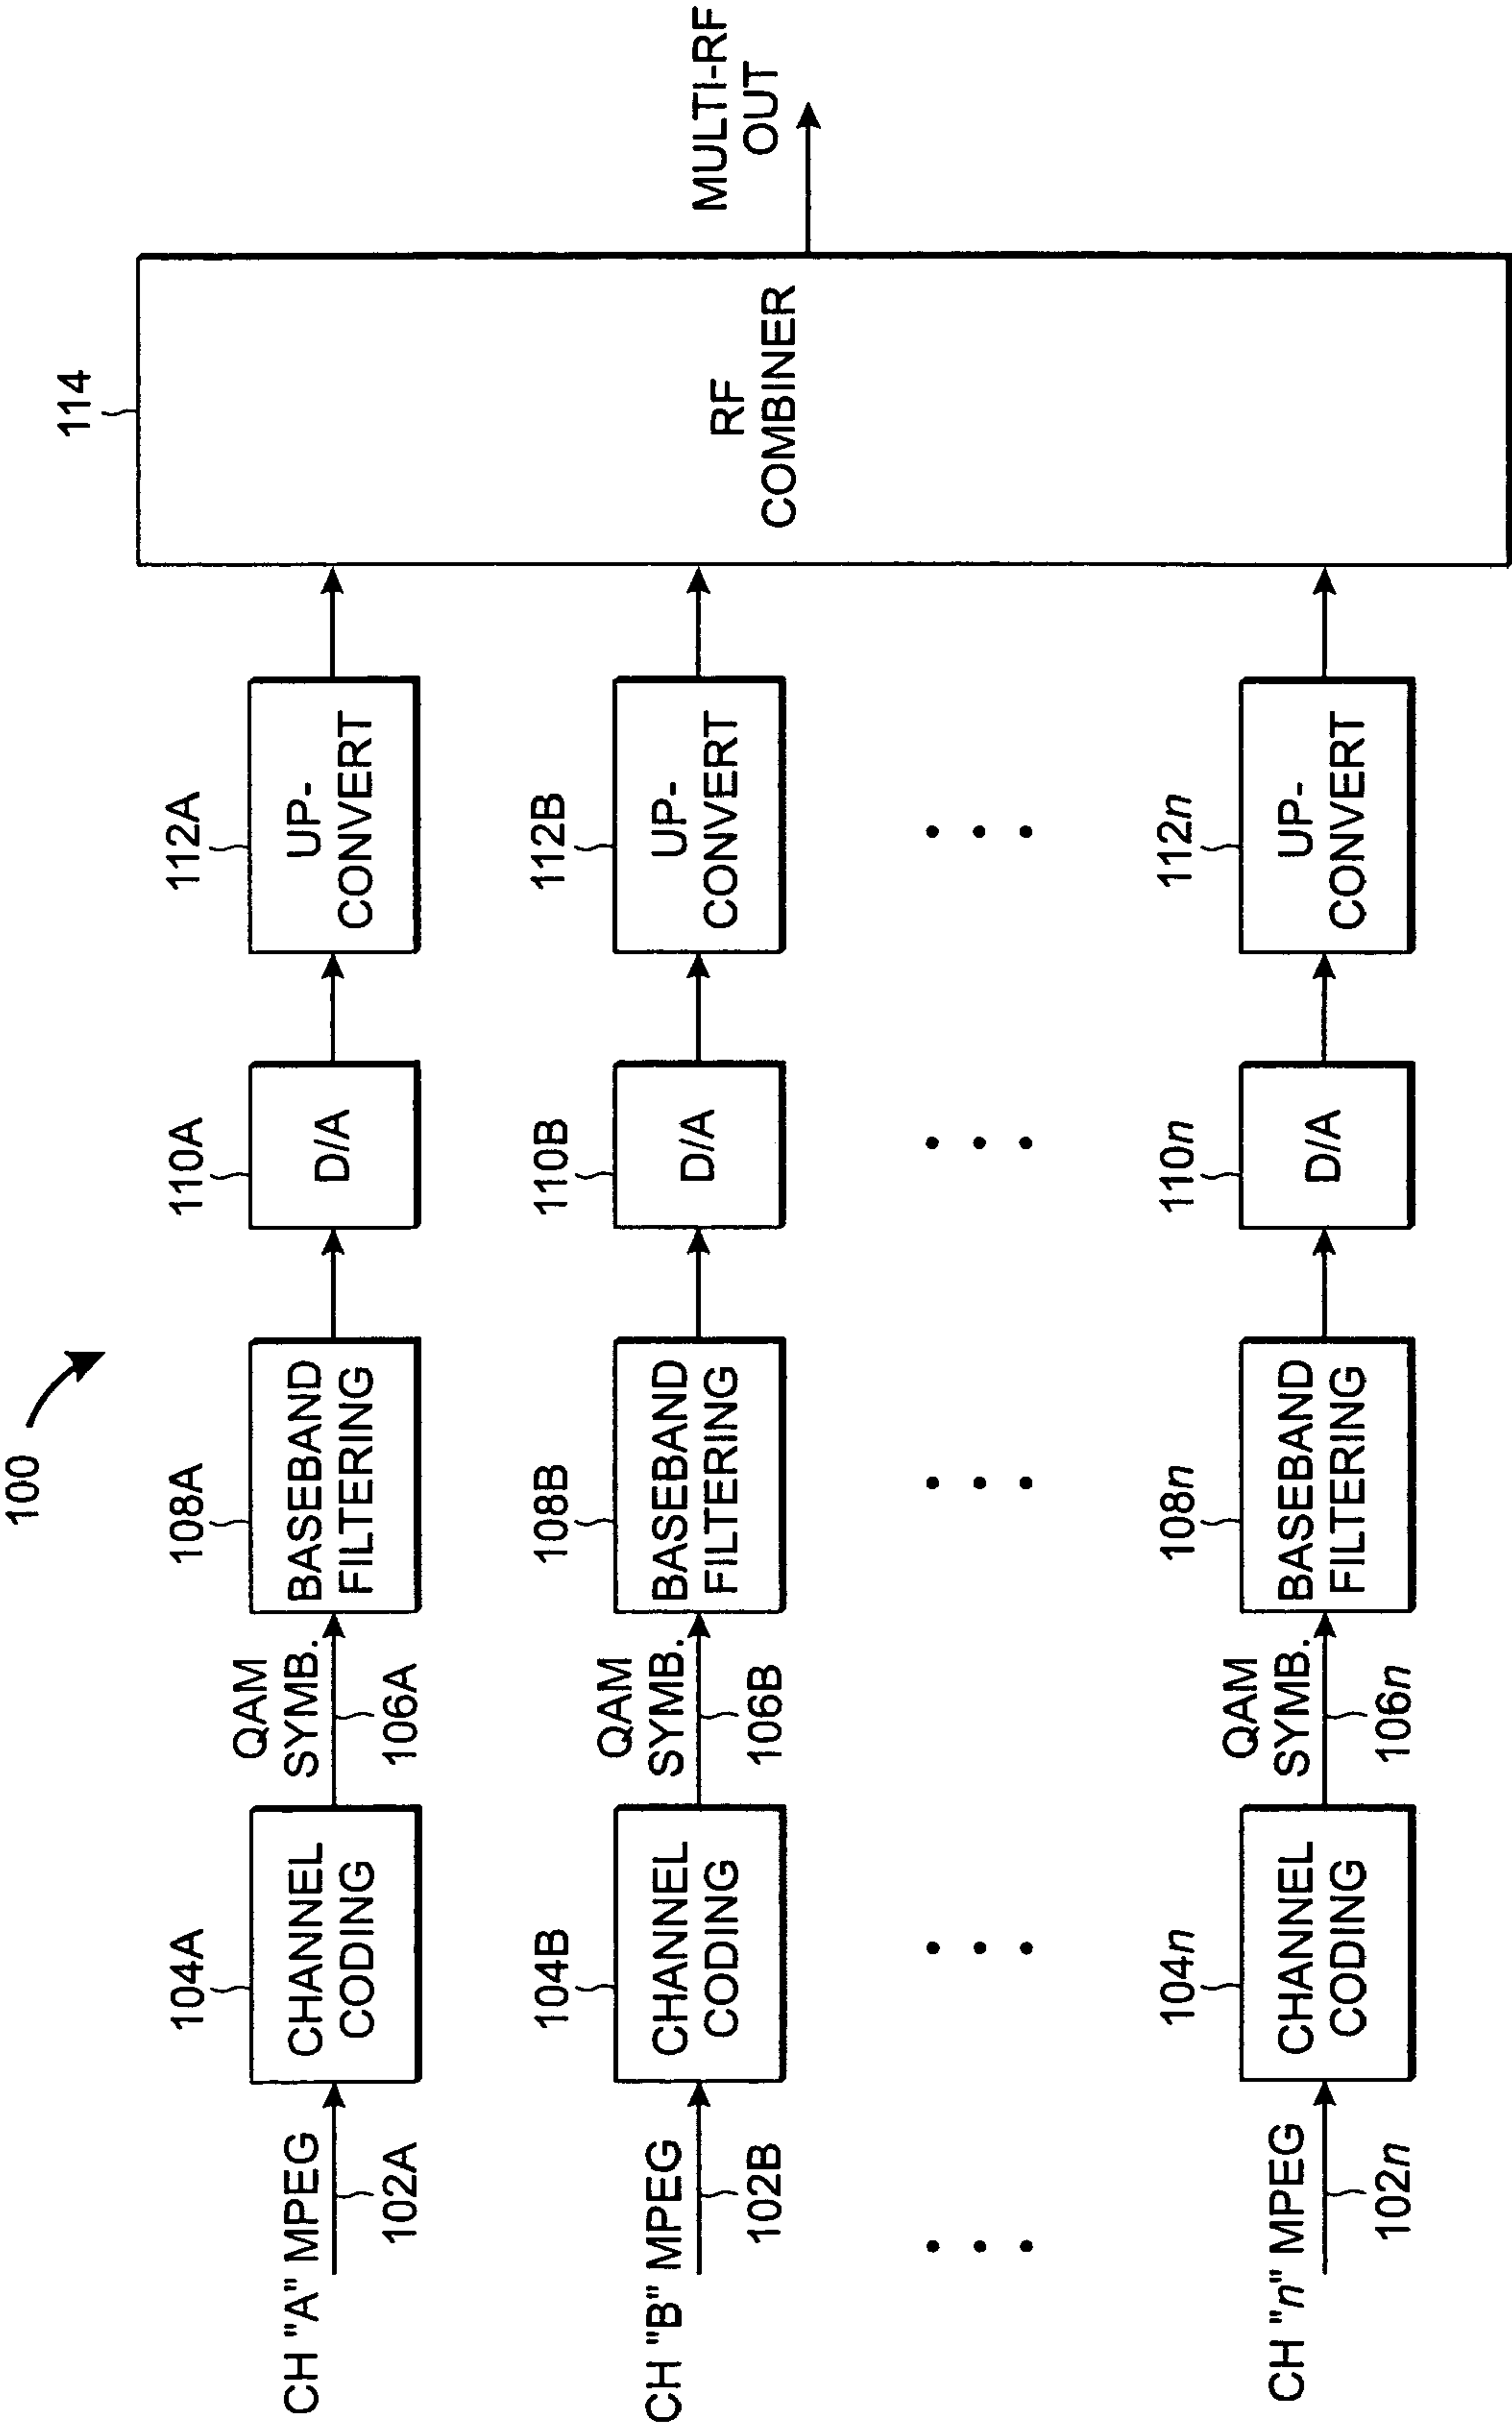 100
CH "A" MPEG
102A
104A
CHANNEL
CODING
QAM
SYMB.
106A
108A
BASEBAND
FILTERING
110A
D/A
112A
UP-
CONVERT
CH "B" MPEG
102B
104B
CHANNEL
CODING
QAM
SYMB.
106B
108B
BASEBAND
FILTERING
110B
D/A
112B
UP-
CONVERT
CH "n" MPEG
102n
104n
CHANNEL
CODING
QAM
SYMB.
106n
108n
BASEBAND
FILTERING
110n
D/A
112n
UP-
CONVERT
114
RF
COMBINER
MULTI-RF
OUT